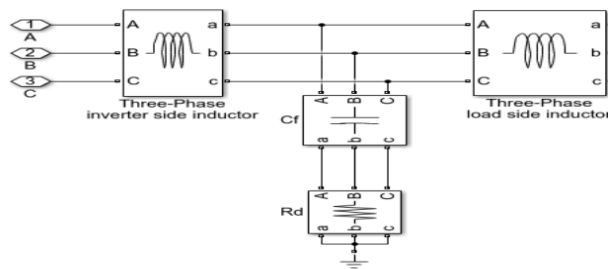 1 A a A a
A
2 B b B b
B
3 C c C c
C
Three-Phase
inverter side inductor
Three-Phase
load side inductor
A B C
Cf
a b c
A B C
Rd
a b c